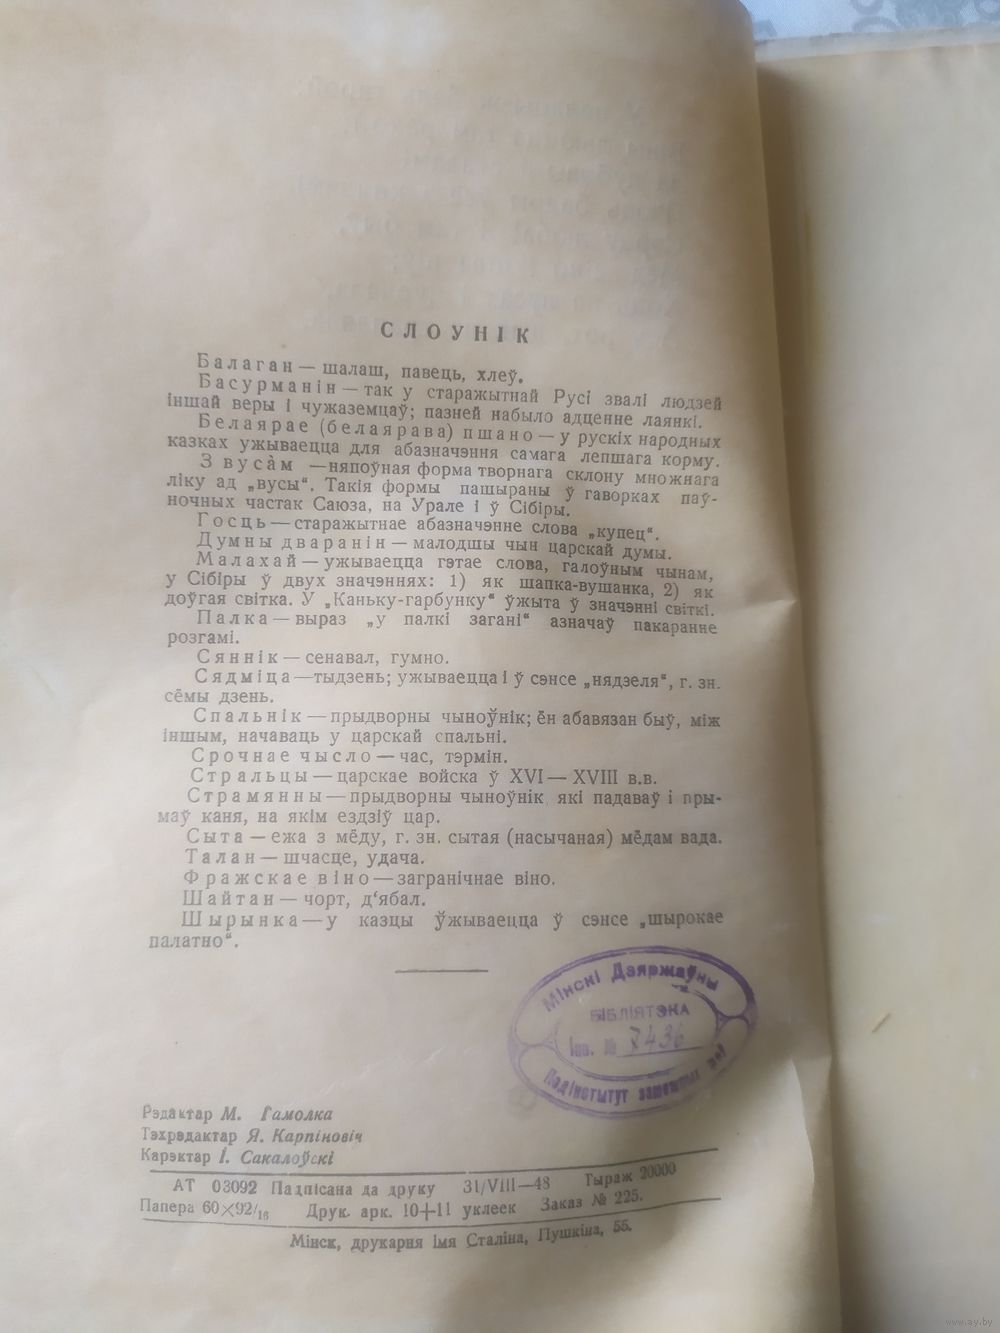 СЛОУНІК
Балаган — шалаш, павець, хлеў.
Басурманін — так у старажытнай Русі звалі людзей
іншай веры і чужаземцаў; пазней набыло адценне лаянкі.
Белаярае (белаярава) пшано — у рускіх народных
казках ужываецца для абазначэння самага лепшага корму.
З вуса́м — няпоўная форма творнага склону множнага
ліку ад „вусы“. Такія формы пашыраны ў гаворках паў-
ночных частак Саюза, на Урале і ў Сібіры.
Госць — старажытнае абазначэнне слова „купец“.
Думны дваранін — малодшы чын царскай думы.
Малахай — ужываецца гэтае слова, галоўным чынам,
у Сібіры ў двух значэннях: 1) як шапка-вушанка, 2) як
доўгая світка. У „Каньку-гарбунку“ ўжыта ў значэнні світкі.
Палка — выраз „у палкі загані“ азначаў пакаранне
розгамі.
Сяннік — сенавал, гумно.
Сядміца — тыдзень; ужываецца і ў сэнсе „нядзеля“, г. зн.
сёмы дзень.
Спальнік — прыдворны чыноўнік; ён абавязан быў, між
іншым, начаваць у царскай спальні.
Срочнае чысло — час, тэрмін.
Стральцы — царскае войска ў XVI — XVIII в.в.
Страмянны — прыдворны чыноўнік які падаваў і пры-
маў каня, на якім ездзіў цар.
Сыта — ежа з мёду, г. зн. сытая (насычаная) мёдам вада.
Талан — шчасце, удача.
Фражскае віно — загранічнае віно.
Шайтан — чорт, д‘ябал.
Шырынка — у казцы ўжываецца ў сэнсе „шырокае
палатно“.
Мінскі Дзяржаўны
БІБЛІЯТЭКА
Інв. № 7436
Педінстытут
Рэдактар М. Гамолка
Тэхрэдактар Я. Карпіновіч
Карэктар І. Сакалоўскі
АТ 03092 Падпісана да друку 31/VIII—48 Тыраж 20000
Папера 60×92/16 Друк. арк. 10+11 уклеек Заказ № 225.
Мінск, друкарня імя Сталіна, Пушкіна, 55.
www.ay.by